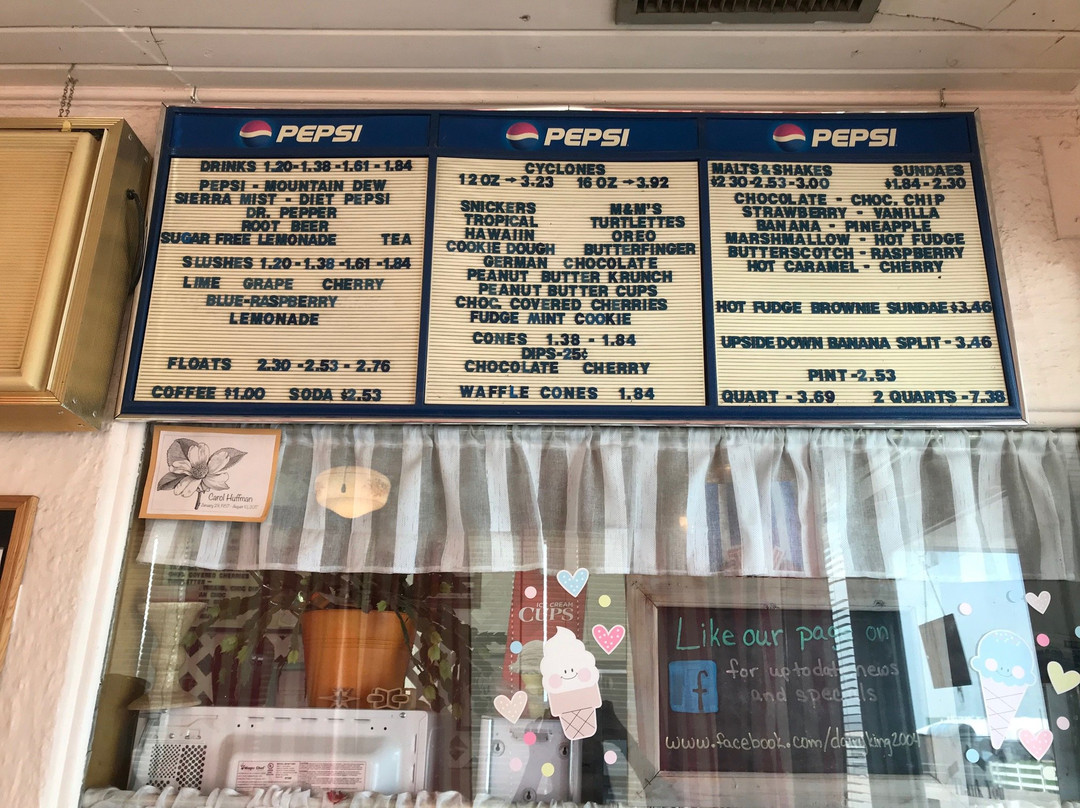 PEPSI
DRINKS 1.20-1.38-1.61-1.84
PEPSI - MOUNTAIN DEW
SIERRA MIST - DIET PEPSI
DR. PEPPER
ROOT BEER
SUGAR FREE LEMONADE TEA
SLUSHES 1.20-1.38-1.61-1.84
LIME GRAPE CHERRY
BLUE-RASPBERRY
LEMONADE
FLOATS 2.30-2.53-2.76
COFFEE $1.00 SODA $2.53
PEPSI
CYCLONES
12 OZ → 3.23 16 OZ → 3.92
SNICKERS M&M'S
TROPICAL TURTLETTES
HAWAIIN OREO
COOKIE DOUGH BUTTERFINGER
GERMAN CHOCOLATE
PEANUT BUTTER KRUNCH
PEANUT BUTTER CUPS
CHOC. COVERED CHERRIES
FUDGE MINT COOKIE
CONES 1.38 - 1.84
DIPS-25¢
CHOCOLATE CHERRY
WAFFLE CONES 1.84
PEPSI
MALTS & SHAKES SUNDAES
$2.30-2.53-3.00 $1.84-2.30
CHOCOLATE - CHOC. CHIP
STRAWBERRY - VANILLA
BANANA - PINEAPPLE
MARSHMALLOW - HOT FUDGE
BUTTERSCOTCH - RASPBERRY
HOT CARAMEL - CHERRY
HOT FUDGE BROWNIE SUNDAE $3.46
UPSIDE DOWN BANANA SPLIT - 3.46
PINT - 2.53
QUART - 3.69 2 QUARTS - 7.38
Carol Huffman
ICE CREAM
CUPS
Like our page on
f for up to date news
and specials
www.facebook.com/dairyking2004